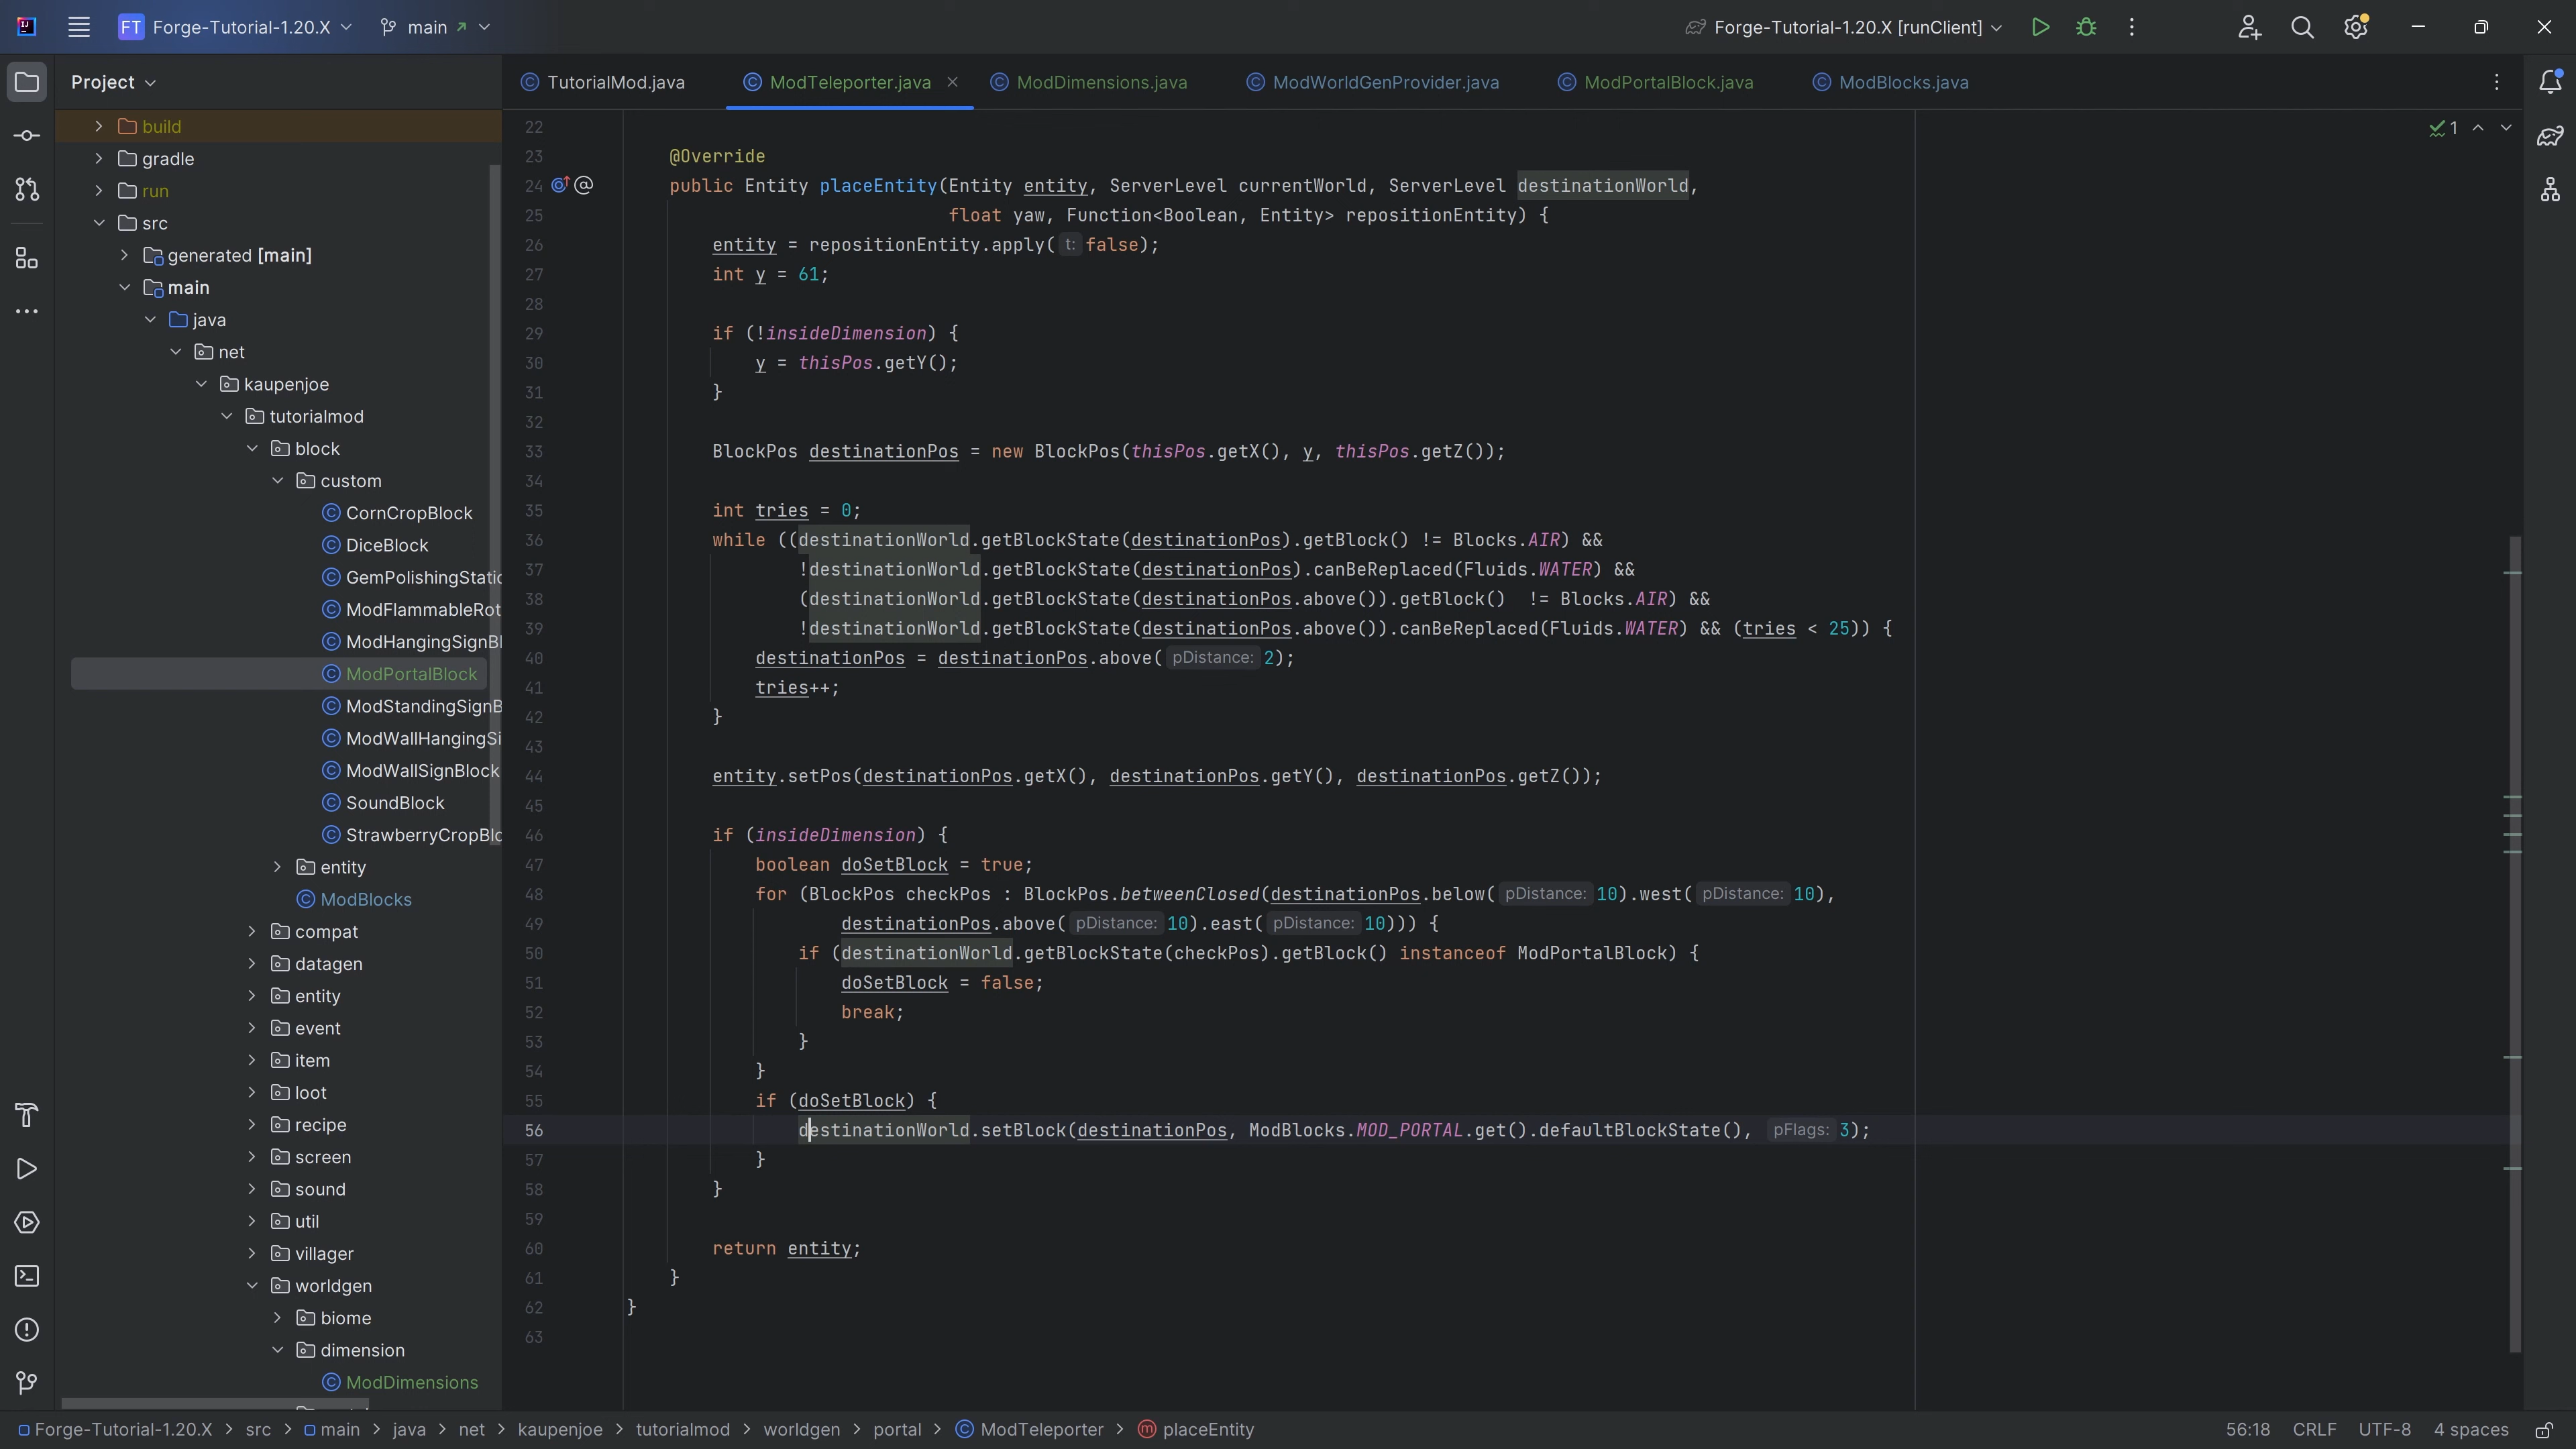 FT Forge-Tutorial-1.20.X main Forge-Tutorial-1.20.X [runClient]
Project
TutorialMod.java ModTeleporter.java ModDimensions.java ModWorldGenProvider.java ModPortalBlock.java ModBlocks.java
build
gradle
run
src
generated [main]
main
java
net
kaupenjoe
tutorialmod
block
custom
CornCropBlock
DiceBlock
GemPolishingStatio
ModFlammableRot
ModHangingSignBl
ModPortalBlock
ModStandingSignB
ModWallHangingSi
ModWallSignBlock
SoundBlock
StrawberryCropBlo
entity
ModBlocks
compat
datagen
entity
event
item
loot
recipe
screen
sound
util
villager
worldgen
biome
dimension
ModDimensions
1
22
23 @Override
24 @ public Entity placeEntity(Entity entity, ServerLevel currentWorld, ServerLevel destinationWorld,
25 float yaw, Function<Boolean, Entity> repositionEntity) {
26 entity = repositionEntity.apply( t: false);
27 int y = 61;
28
29 if (!insideDimension) {
30 y = thisPos.getY();
31 }
32
33 BlockPos destinationPos = new BlockPos(thisPos.getX(), y, thisPos.getZ());
34
35 int tries = 0;
36 while ((destinationWorld.getBlockState(destinationPos).getBlock() != Blocks.AIR) &&
37 !destinationWorld.getBlockState(destinationPos).canBeReplaced(Fluids.WATER) &&
38 (destinationWorld.getBlockState(destinationPos.above()).getBlock()  != Blocks.AIR) &&
39 !destinationWorld.getBlockState(destinationPos.above()).canBeReplaced(Fluids.WATER) && (tries < 25)) {
40 destinationPos = destinationPos.above( pDistance: 2);
41 tries++;
42 }
43
44 entity.setPos(destinationPos.getX(), destinationPos.getY(), destinationPos.getZ());
45
46 if (insideDimension) {
47 boolean doSetBlock = true;
48 for (BlockPos checkPos : BlockPos.betweenClosed(destinationPos.below( pDistance: 10).west( pDistance: 10),
49 destinationPos.above( pDistance: 10).east( pDistance: 10))) {
50 if (destinationWorld.getBlockState(checkPos).getBlock() instanceof ModPortalBlock) {
51 doSetBlock = false;
52 break;
53 }
54 }
55 if (doSetBlock) {
56 destinationWorld.setBlock(destinationPos, ModBlocks.MOD_PORTAL.get().defaultBlockState(), pFlags: 3);
57 }
58 }
59
60 return entity;
61 }
62 }
63
Forge-Tutorial-1.20.X > src > main > java > net > kaupenjoe > tutorialmod > worldgen > portal > ModTeleporter > placeEntity 56:18 CRLF UTF-8 4 spaces